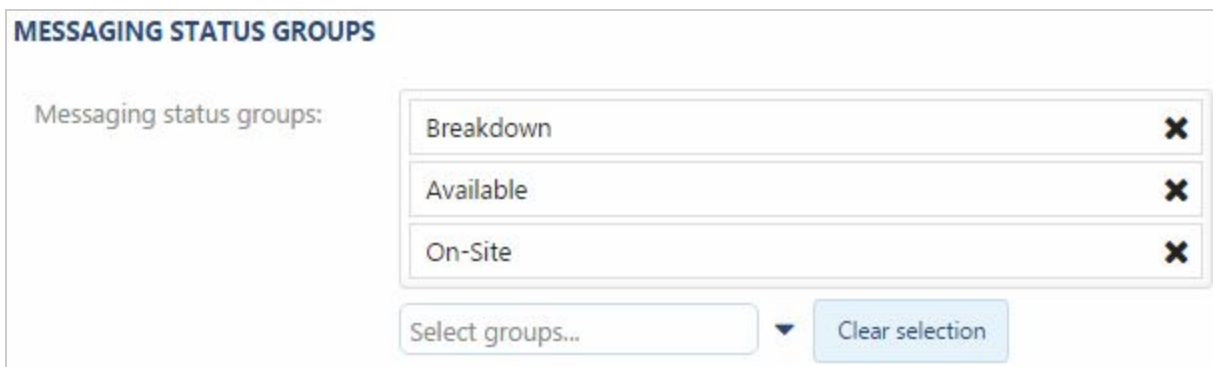 MESSAGING STATUS GROUPS
Messaging status groups:
Breakdown
Available
On-Site
Select groups...
Clear selection